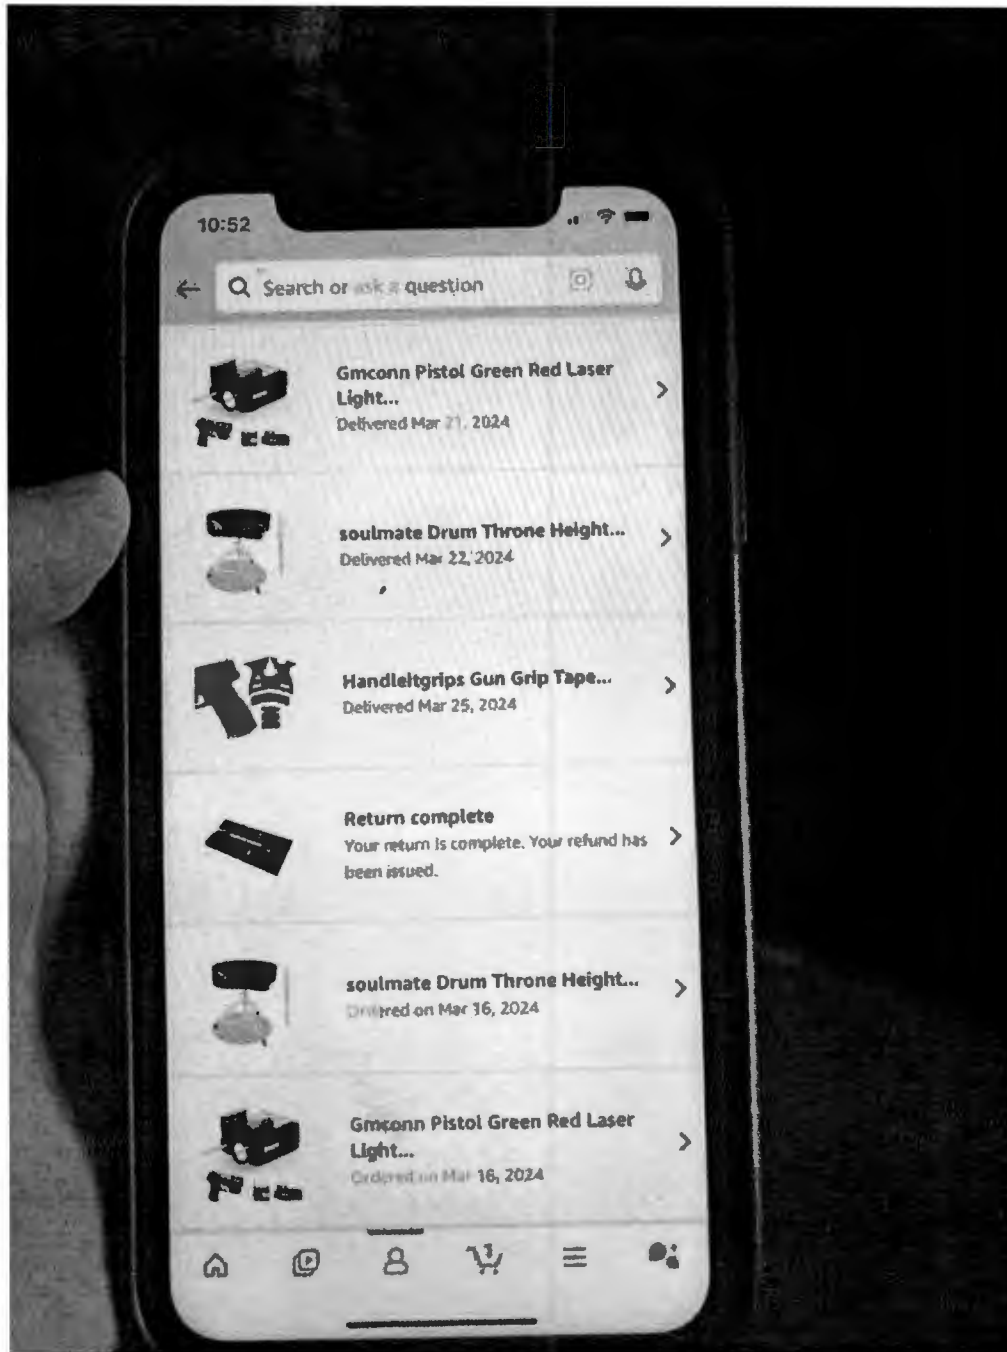 10:52
Search or ask a question
Gmconn Pistol Green Red Laser
Light...
Delivered Mar 21, 2024
soulmate Drum Throne Height...
Delivered Mar 22, 2024
Handleitgrips Gun Grip Tape...
Delivered Mar 25, 2024
Return complete
Your return is complete. Your refund has
been issued.
soulmate Drum Throne Height...
Ordered on Mar 16, 2024
Gmconn Pistol Green Red Laser
Light...
Ordered on Mar 16, 2024